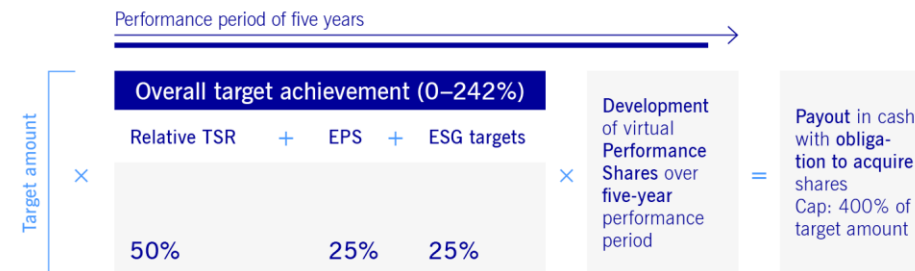 Performance period of five years
Target amount
×
Overall target achievement (0–242%)
Relative TSR + EPS + ESG targets
50% 25% 25%
×
Development
of virtual
Performance
Shares over
five-year
performance
period
=
Payout in cash
with obliga-
tion to acquire
shares
Cap: 400% of
target amount